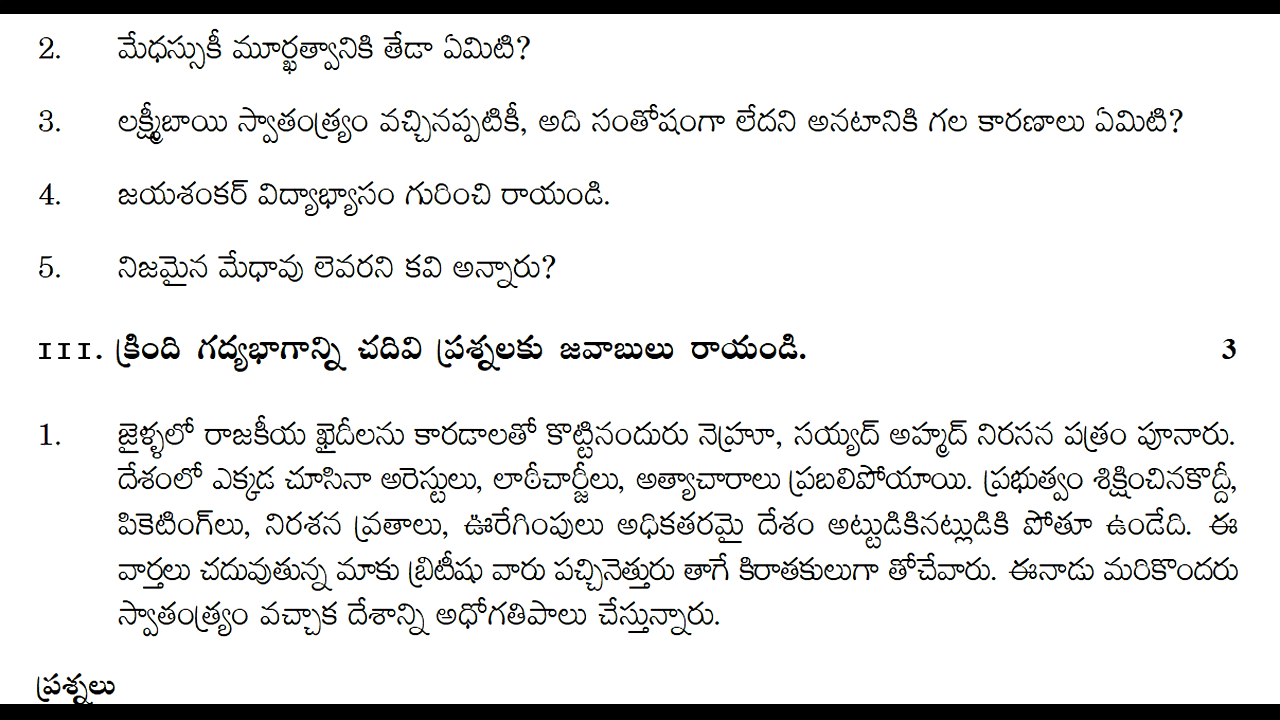 2. మేధస్సుకీ మూర్ఖత్వానికి తేడా ఏమిటి?
3. లక్ష్మీబాయి స్వాతంత్ర్యం వచ్చినప్పటికీ, అది సంతోషంగా లేదని అనటానికి గల కారణాలు ఏమిటి?
4. జయశంకర్ విద్యాభ్యాసం గురించి రాయండి.
5. నిజమైన మేధావు లెవరని కవి అన్నారు?
III. క్రింది గద్యభాగాన్ని చదివి ప్రశ్నలకు జవాబులు రాయండి. 3
1. జైళ్ళలో రాజకీయ ఖైదీలను కారడాలతో కొట్టినందురు నెహ్రూ, సయ్యద్ అహ్మద్ నిరసన పత్రం పూనారు.
దేశంలో ఎక్కడ చూసినా అరెస్టులు, లాఠీచార్జీలు, అత్యాచారాలు ప్రబలిపోయాయి. ప్రభుత్వం శిక్షించినకొద్దీ,
పికెటింగ్‌లు, నిరశన వ్రతాలు, ఊరేగింపులు అధికతరమై దేశం అట్టుడికినట్లుడికి పోతూ ఉండేది. ఈ
వార్తలు చదువుతున్న మాకు బ్రిటీషు వారు పచ్చినెత్తురు తాగే కిరాతకులుగా తోచేవారు. ఈనాడు మరికొందరు
స్వాతంత్ర్యం వచ్చాక దేశాన్ని అధోగతిపాలు చేస్తున్నారు.
ప్రశ్నలు